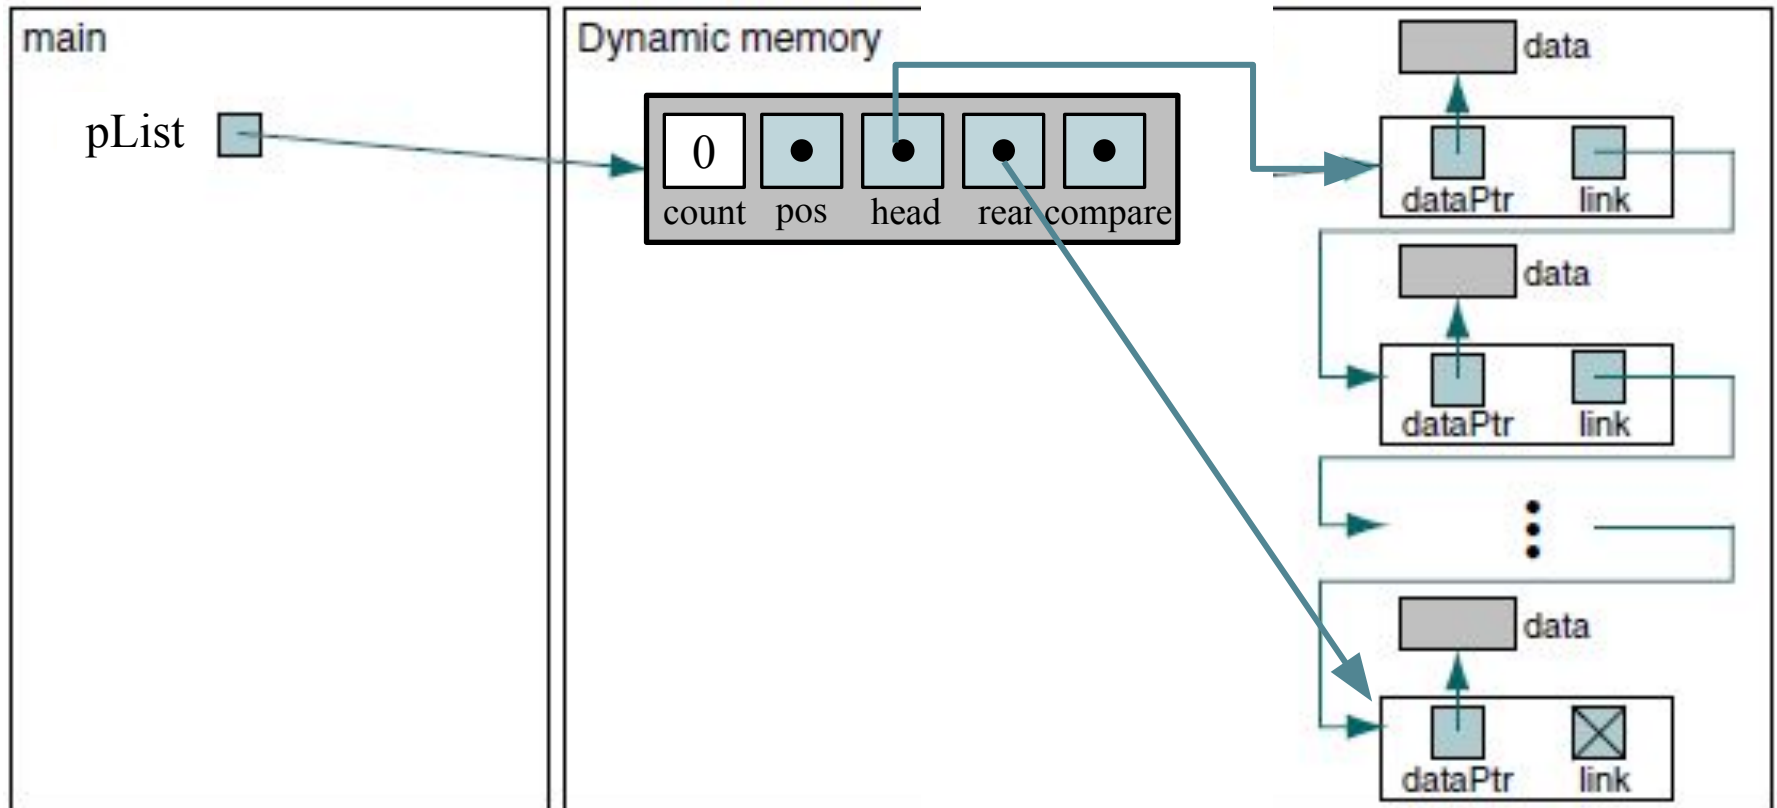 main
pList
Dynamic memory
0
count pos head rear compare
data
dataPtr link
data
dataPtr link
data
dataPtr link